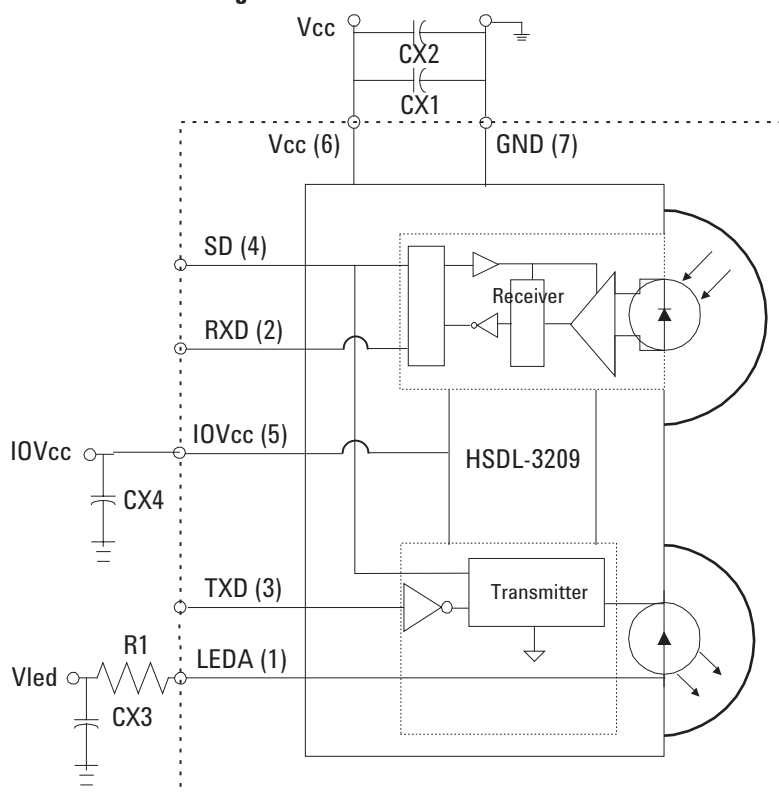 Vcc
CX2
CX1
Vcc (6)
GND (7)
SD (4)
Receiver
RXD (2)
IOVcc (5)
IOVcc
HSDL-3209
CX4
TXD (3)
Transmitter
R1
LEDA (1)
Vled
CX3